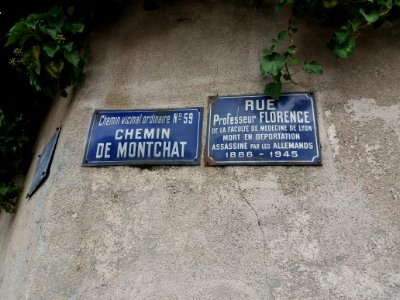 Chemin vicinal ordinaire N° 59
CHEMIN
DE MONTCHAT
RUE
Professeur FLORENCE
DE LA FACULTÉ DE MÉDECINE DE LYON
MORT EN DÉPORTATION
ASSASSINÉ PAR LES ALLEMANDS
1886 - 1945